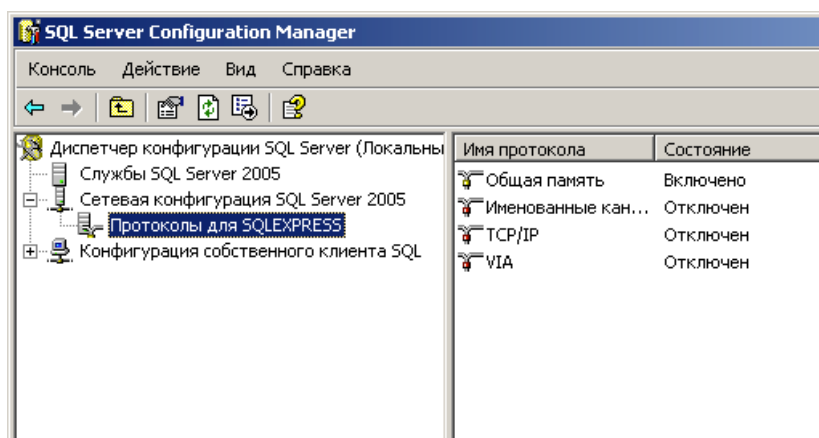 SQL Server Configuration Manager
Консоль Действие Вид Справка
Диспетчер конфигурации SQL Server (Локальны
Службы SQL Server 2005
Сетевая конфигурация SQL Server 2005
Протоколы для SQLEXPRESS
Конфигурация собственного клиента SQL
Имя протокола Состояние
Общая память Включено
Именованные кан... Отключен
TCP/IP Отключен
VIA Отключен